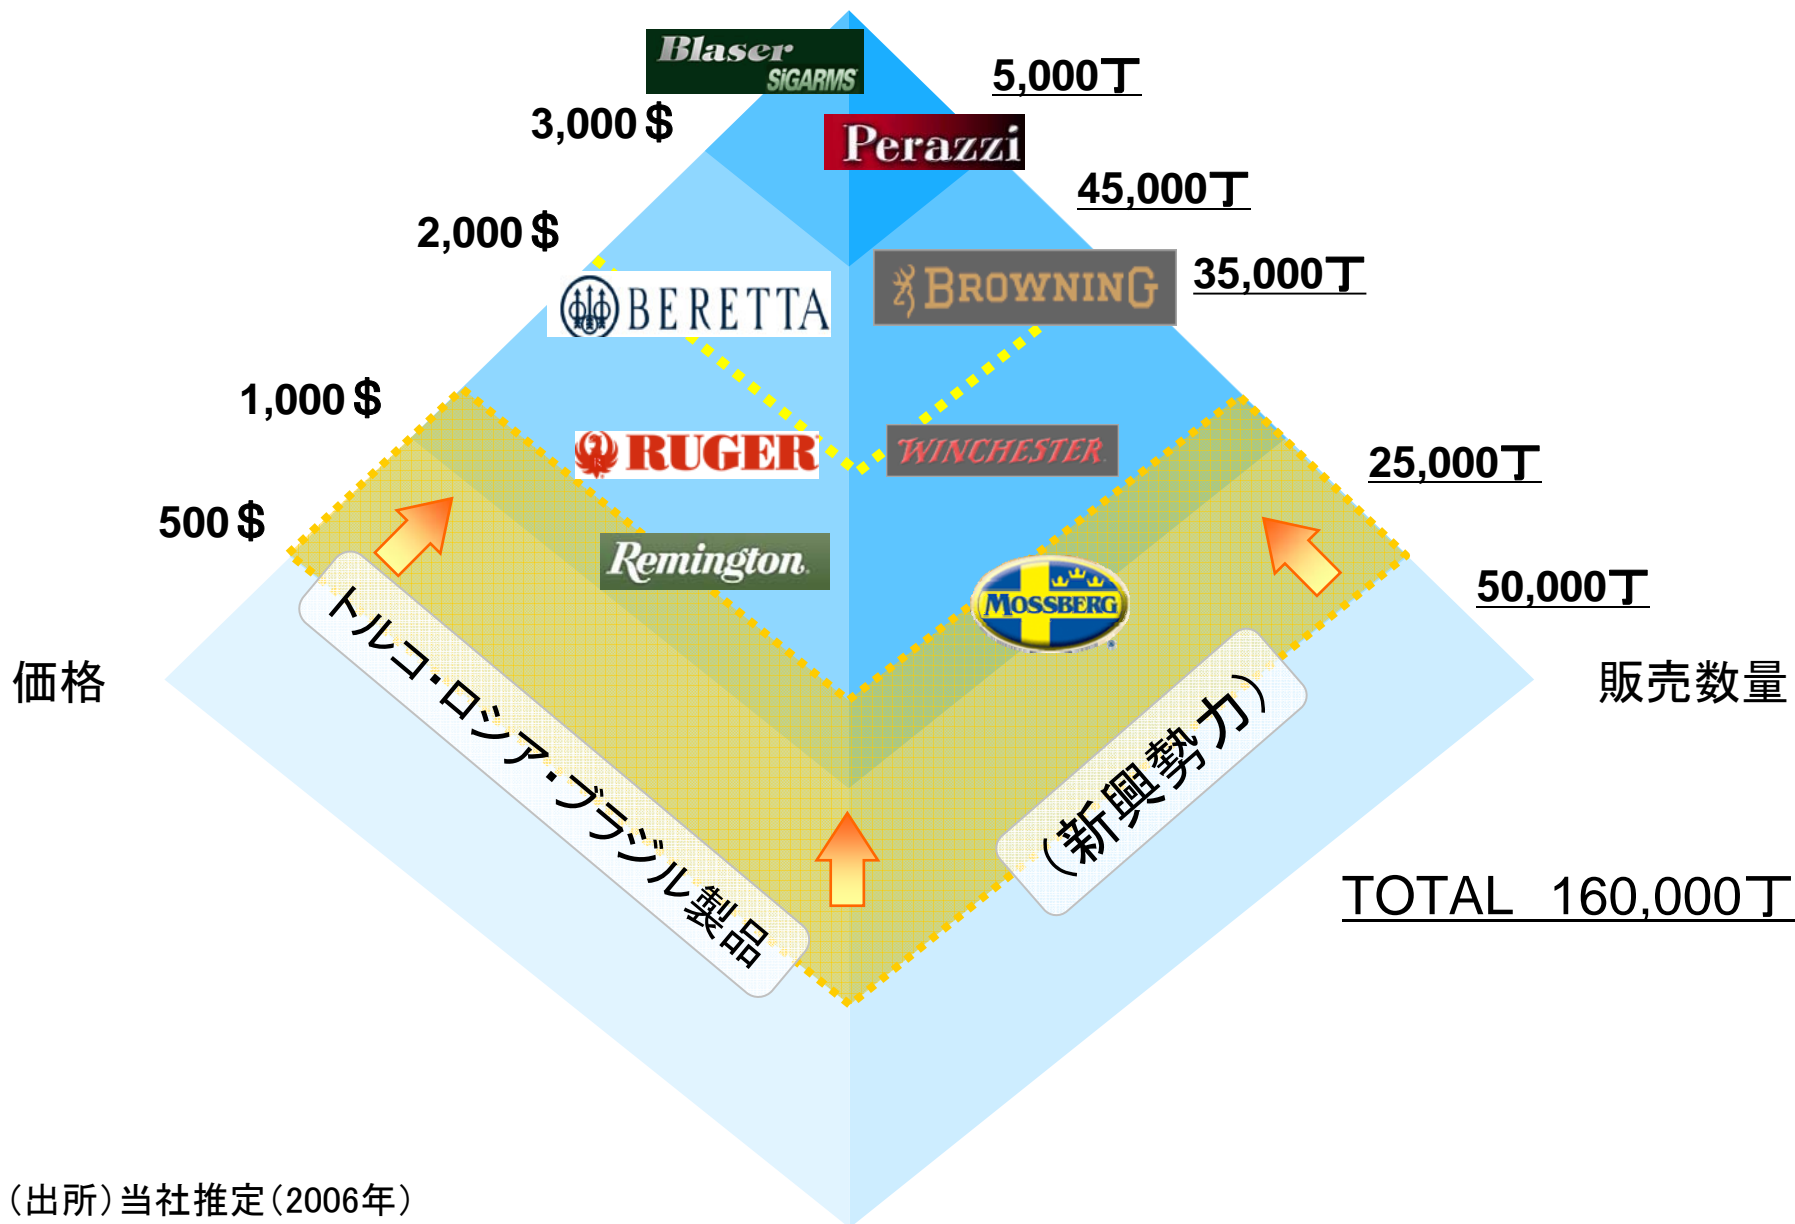 Blaser
SIGARMS
5,000丁
3,000＄
Perazzi
45,000丁
2,000＄
BERETTA
BROWNING
35,000丁
1,000＄
RUGER
WINCHESTER
25,000丁
500＄
Remington
MOSSBERG
50,000丁
価格
販売数量
トルコ・ロシア・ブラジル製品
（新興勢力）
TOTAL　160,000丁
（出所）当社推定（2006年）